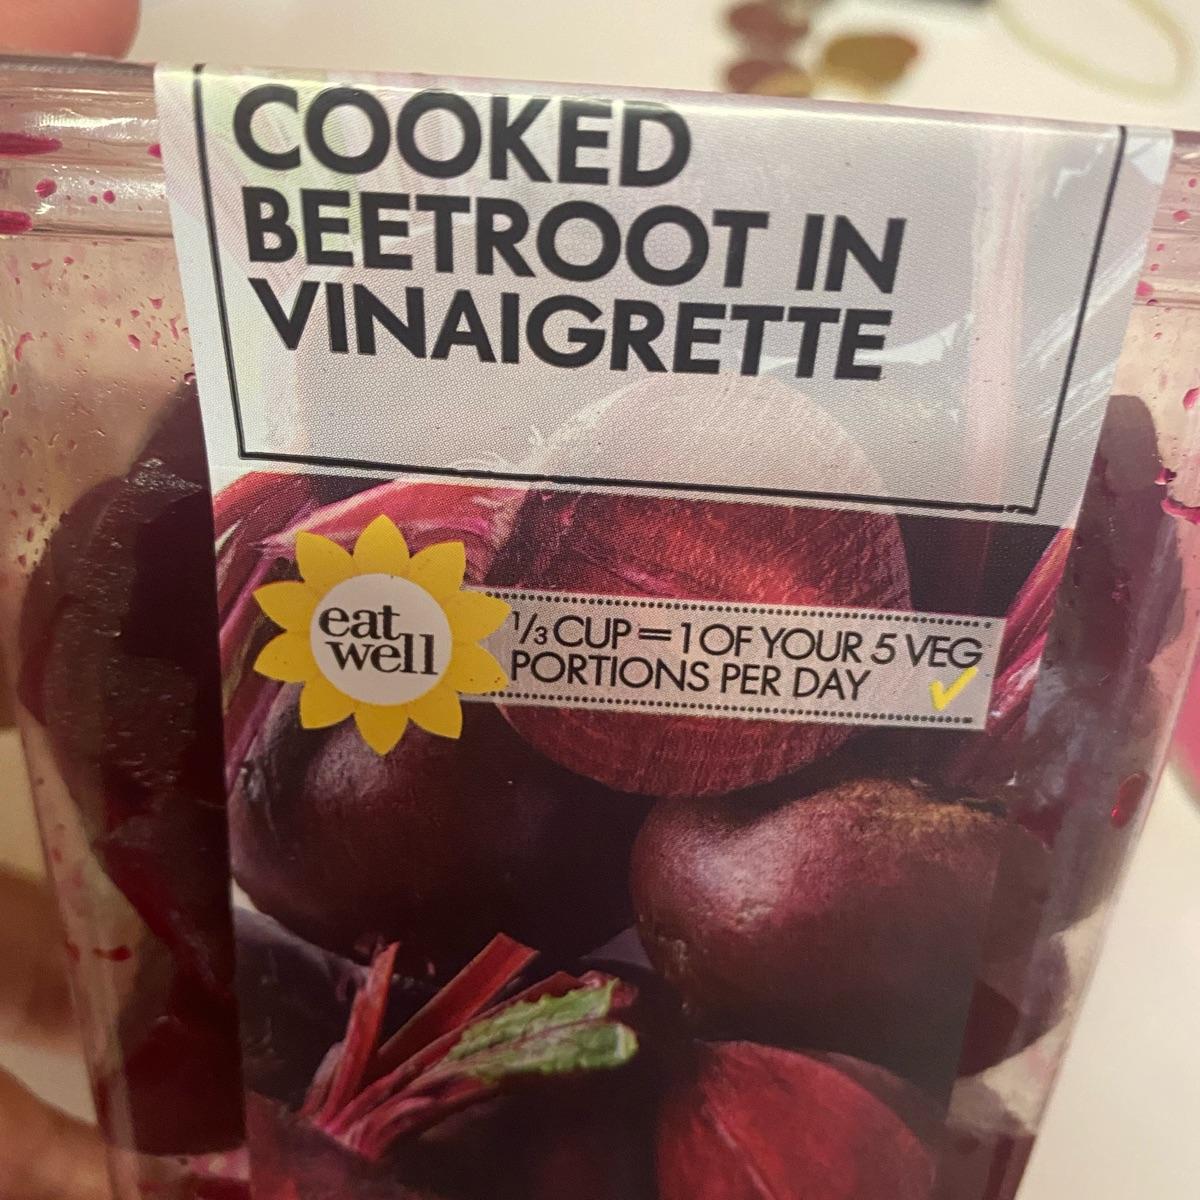 COOKED
BEETROOT IN
VINAIGRETTE
eat
well
1/3 CUP = 1 OF YOUR 5 VEG
PORTIONS PER DAY